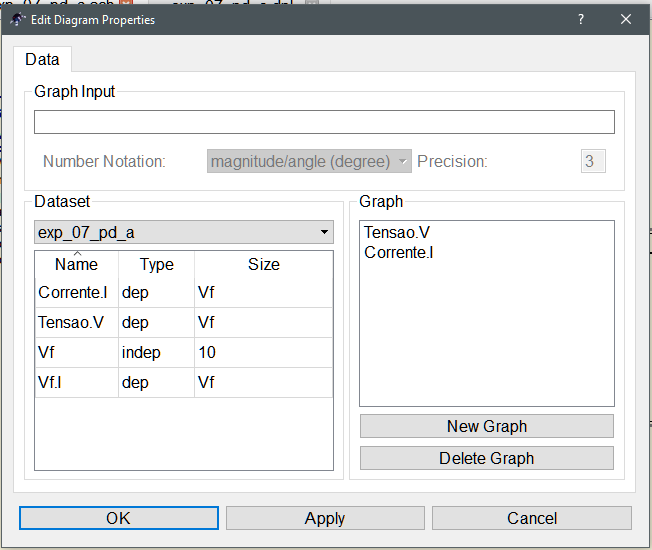 Edit Diagram Properties ? ×
Data
Graph Input
Number Notation: magnitude/angle (degree) Precision: 3
Dataset
exp_07_pd_a
Name Type Size
Corrente.I dep Vf
Tensao.V dep Vf
Vf indep 10
Vf.I dep Vf
Graph
Tensao.V
Corrente.I
New Graph
Delete Graph
OK Apply Cancel